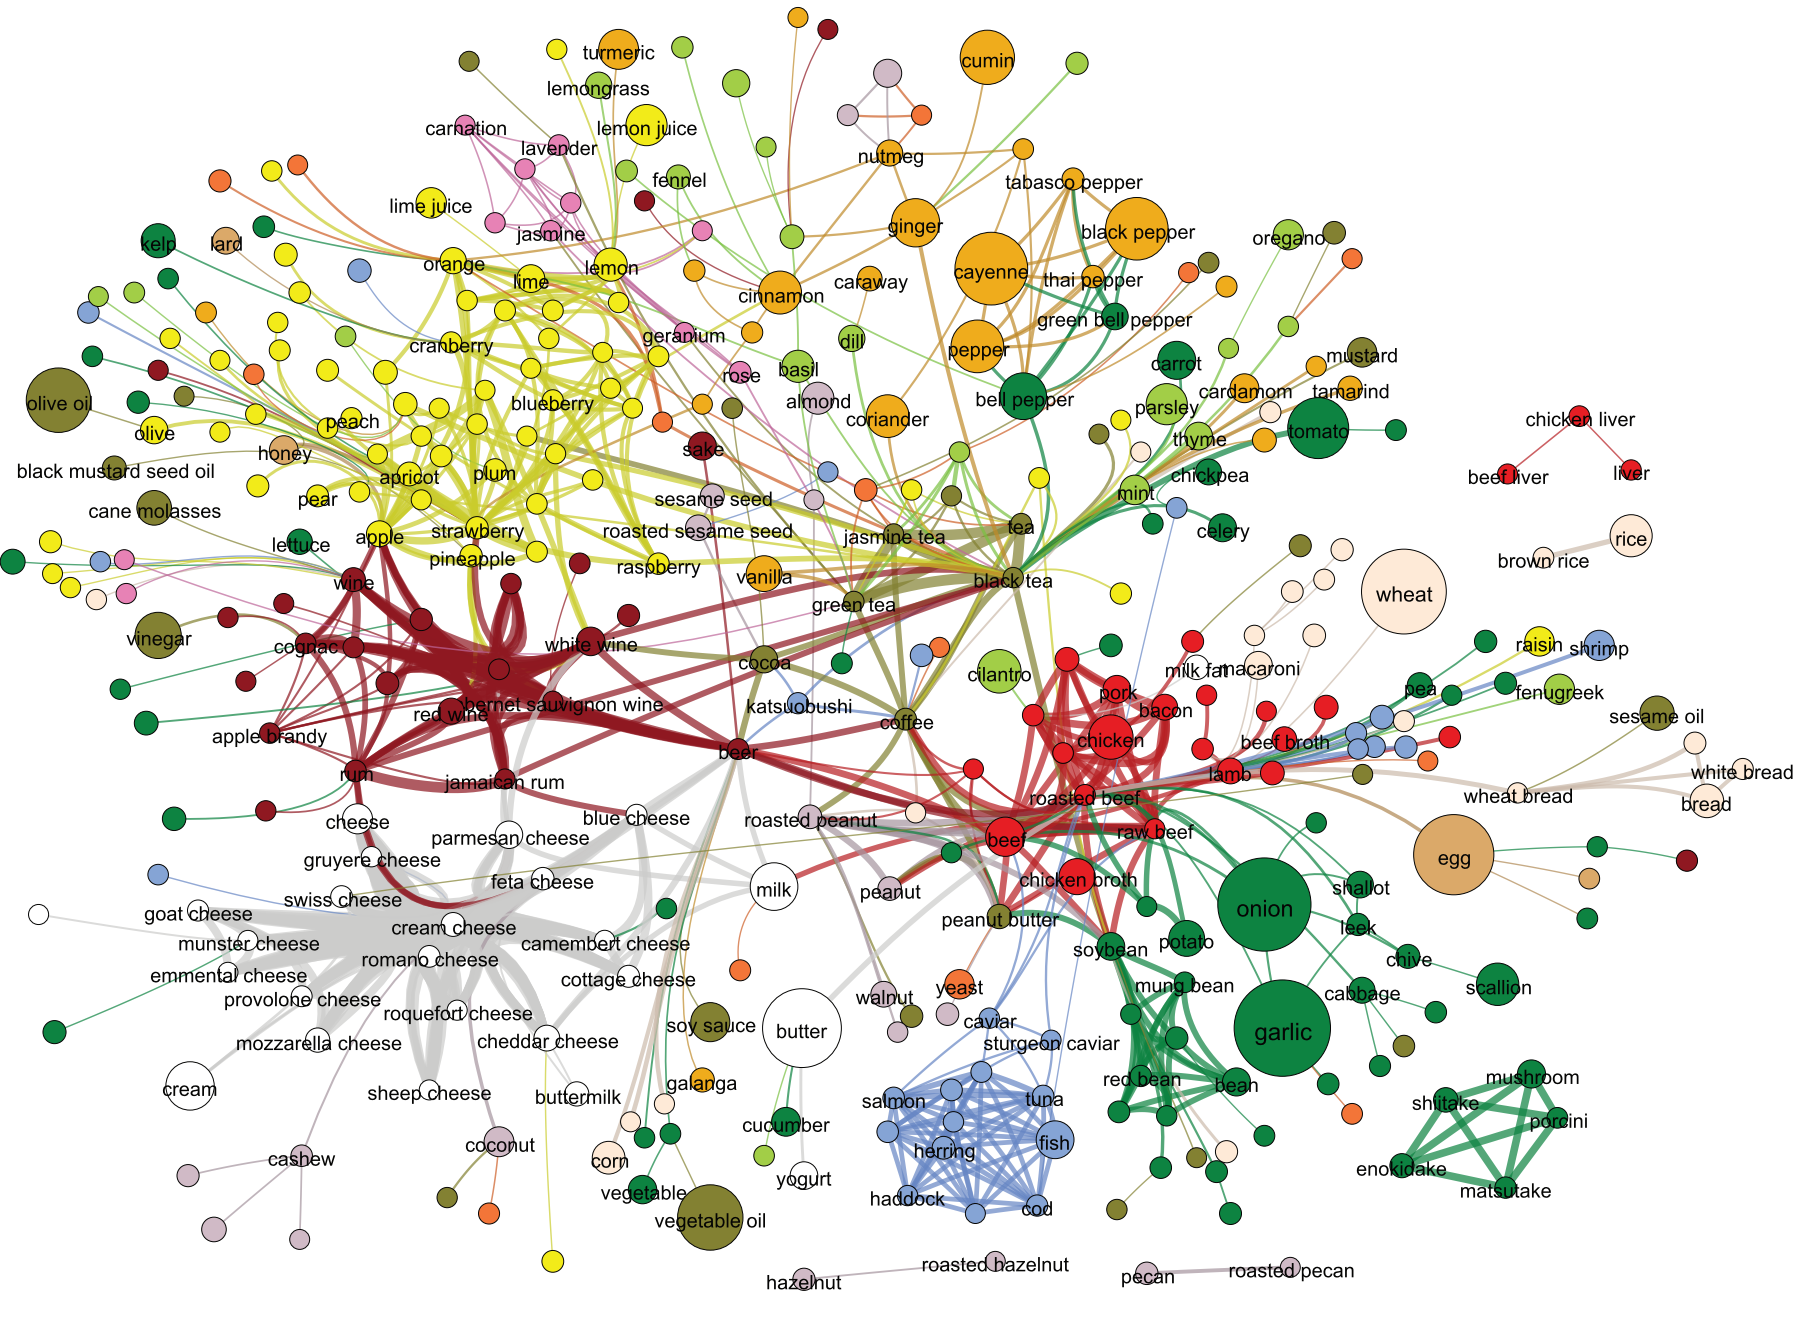 turmeric
cumin
lemongrass
carnation
lemon juice
lavender
nutmeg
fennel
tabasco pepper
lime juice
ginger
black pepper
jasmine
kelp
lard
oregano
orange
lime
lemon
cayenne
thai pepper
caraway
cinnamon
green bell pepper
geranium
cranberry
dill
pepper
mustard
carrot
basil
rose
cardamom
tamarind
almond
olive oil
blueberry
bell pepper
parsley
peach
coriander
chicken liver
olive
tomato
thyme
honey
sake
black mustard seed oil
apricot
plum
chickpea
beef liver
liver
mint
pear
sesame seed
cane molasses
strawberry
roasted sesame seed
tea
celery
apple
jasmine tea
rice
lettuce
pineapple
brown rice
raspberry
vanilla
black tea
wine
wheat
green tea
vinegar
cognac
white wine
raisin
shrimp
cocoa
cilantro
milk fat
macaroni
pork
pea
fenugreek
bernet sauvignon wine
katsuobushi
bacon
red wine
coffee
sesame oil
apple brandy
chicken
beef broth
beer
rum
jamaican rum
lamb
white bread
roasted beef
wheat bread
bread
cheese
blue cheese
roasted peanut
parmesan cheese
beef
raw beef
gruyere cheese
egg
feta cheese
milk
peanut
chicken broth
shallot
swiss cheese
goat cheese
onion
cream cheese
peanut butter
leek
munster cheese
camembert cheese
soybean
potato
romano cheese
chive
emmental cheese
cottage cheese
provolone cheese
walnut
yeast
mung bean
cabbage
scallion
roquefort cheese
soy sauce
butter
caviar
garlic
mozzarella cheese
cheddar cheese
sturgeon caviar
cream
sheep cheese
buttermilk
galanga
red bean
bean
mushroom
salmon
tuna
shiitake
cucumber
porcini
coconut
fish
cashew
corn
herring
enokidake
yogurt
vegetable
haddock
matsutake
cod
vegetable oil
roasted hazelnut
hazelnut
pecan
roasted pecan